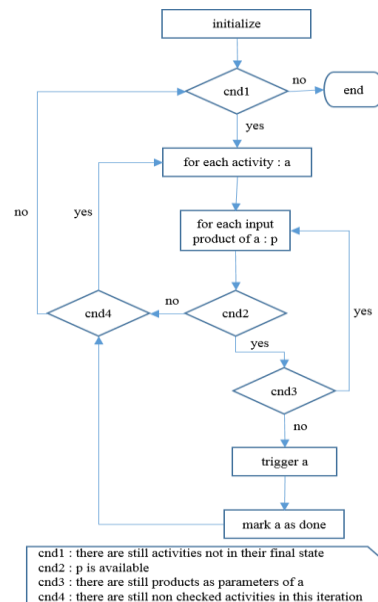 initialize
cnd1
no
end
yes
for each activity : a
no
yes
for each input
product of a : p
yes
no
cnd4
cnd2
yes
cnd3
no
trigger a
mark a as done
cnd1 : there are still activities not in their final state
cnd2 : p is available
cnd3 : there are still products as parameters of a
cnd4 : there are still non checked activities in this iteration